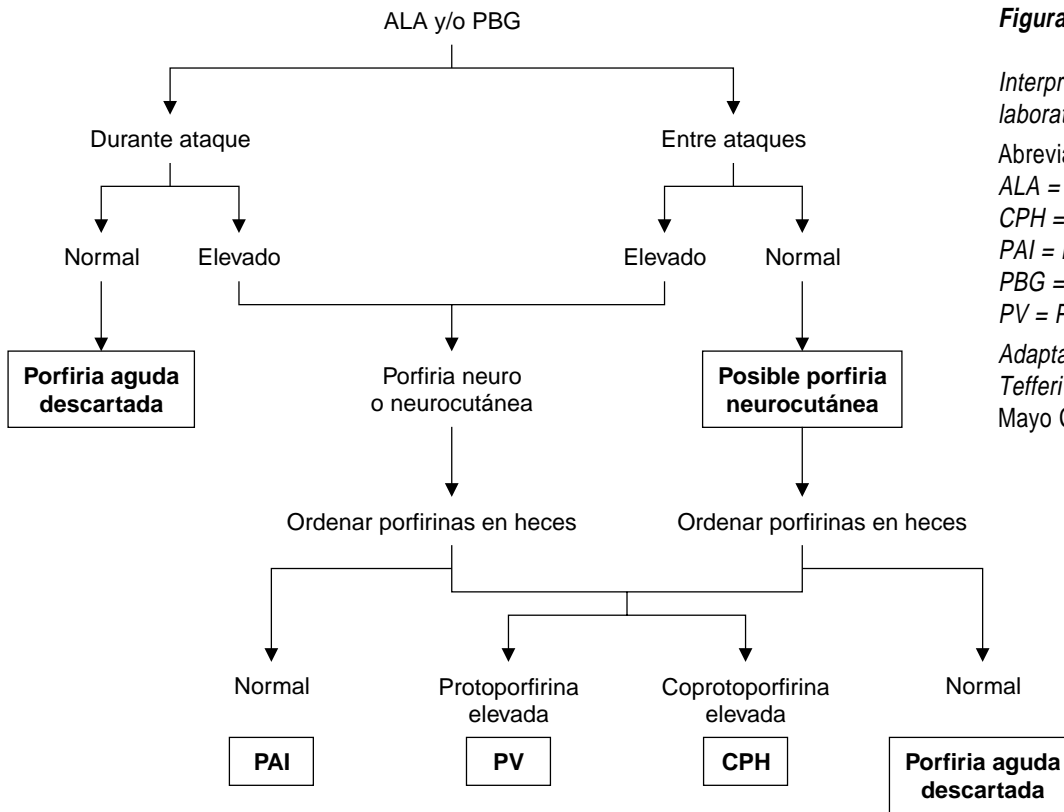 ALA y/o PBG
Durante ataque
Entre ataques
Normal
Elevado
Elevado
Normal
Porfiria aguda
descartada
Porfiria neuro
o neurocutánea
Posible porfiria
neurocutánea
Ordenar porfirinas en heces
Ordenar porfirinas en heces
Normal
Protoporfirina
elevada
Coprotoporfirina
elevada
Normal
PAI
PV
CPH
Porfiria aguda
descartada
Figura
Interpr
laborat
Abrevia
ALA =
CPH =
PAI =
PBG =
PV = P
Adapta
Tefferi
Mayo C